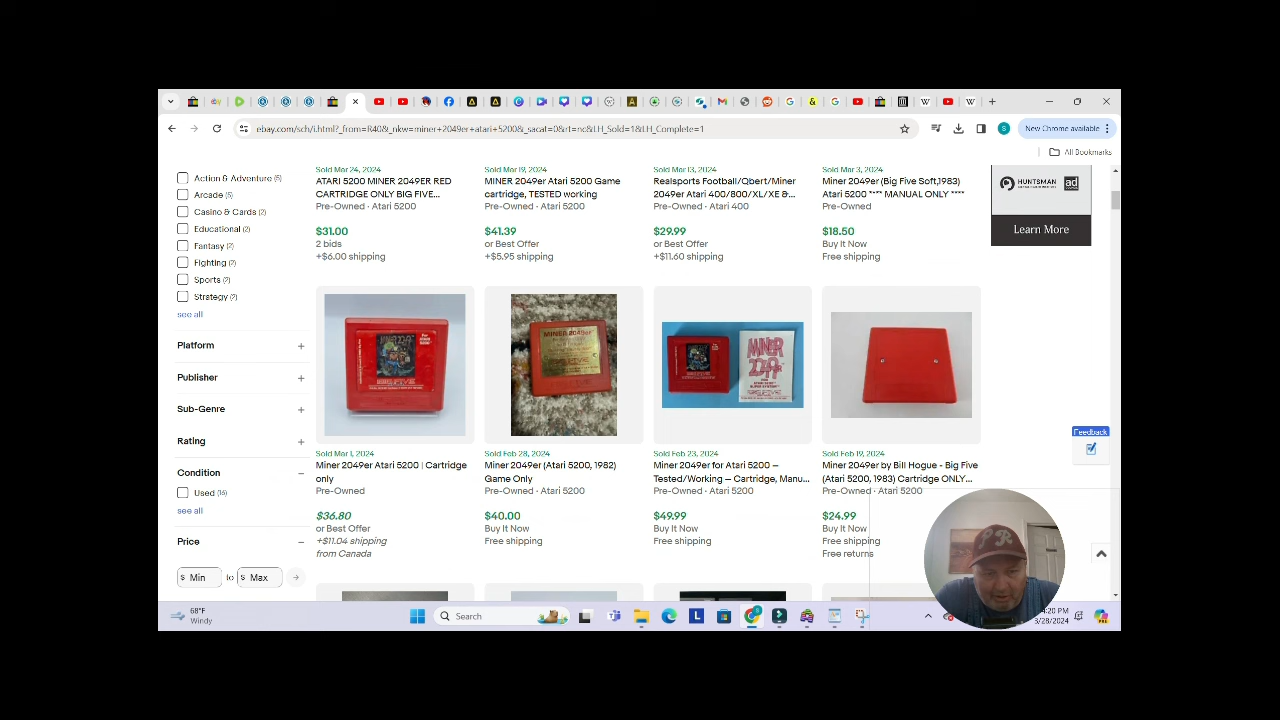 ebay.com/sch/i.html?_from=R40&_nkw=miner+2049er+atari+5200&_sacat=0&rt=nc&LH_Sold=1&LH_Complete=1
New Chrome available
All Bookmarks
Action & Adventure (5)
Arcade (5)
Casino & Cards (2)
Educational (2)
Fantasy (2)
Fighting (2)
Sports (2)
Strategy (2)
see all
Platform
Publisher
Sub-Genre
Rating
Condition
Used (16)
see all
Price
$ Min to $ Max
Sold Mar 24, 2024
ATARI 5200 MINER 2049ER RED
CARTRIDGE ONLY BIG FIVE...
Pre-Owned · Atari 5200
$31.00
2 bids
+$6.00 shipping
Sold Mar 19, 2024
MINER 2049er Atari 5200 Game
cartridge, TESTED working
Pre-Owned · Atari 5200
$41.39
or Best Offer
+$5.95 shipping
Sold Mar 13, 2024
Realsports Football/Qbert/Miner
2049er Atari 400/800/XL/XE &...
Pre-Owned · Atari 400
$29.99
or Best Offer
+$11.60 shipping
Sold Mar 3, 2024
Miner 2049er (Big Five Soft,1983)
Atari 5200 **** MANUAL ONLY ****
Pre-Owned
$18.50
Buy It Now
Free shipping
HUNTSMAN
ad
Learn More
MINER 2049er
MINER
2049er
Sold Mar 1, 2024
Miner 2049er Atari 5200 | Cartridge
only
Pre-Owned
$36.80
or Best Offer
+$11.04 shipping
from Canada
Sold Feb 28, 2024
Miner 2049er (Atari 5200, 1982)
Game Only
Pre-Owned · Atari 5200
$40.00
Buy It Now
Free shipping
Sold Feb 23, 2024
Miner 2049er for Atari 5200 –
Tested/Working – Cartridge, Manu...
Pre-Owned · Atari 5200
$49.99
Buy It Now
Free shipping
Sold Feb 19, 2024
Miner 2049er by Bill Hogue - Big Five
(Atari 5200, 1983) Cartridge ONLY...
Pre-Owned · Atari 5200
$24.99
Buy It Now
Free shipping
Free returns
Feedback
68°F
Windy
Search
4:20 PM
3/28/2024